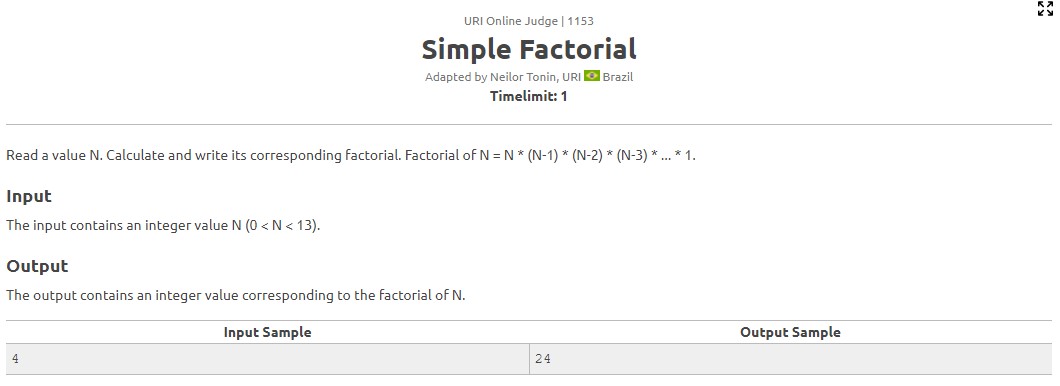 URI Online Judge | 1153
Simple Factorial
Adapted by Neilor Tonin, URI Brazil
Timelimit: 1
Read a value N. Calculate and write its corresponding factorial. Factorial of N = N * (N-1) * (N-2) * (N-3) * ... * 1.
Input
The input contains an integer value N (0 < N < 13).
Output
The output contains an integer value corresponding to the factorial of N.
Input Sample Output Sample
4 24